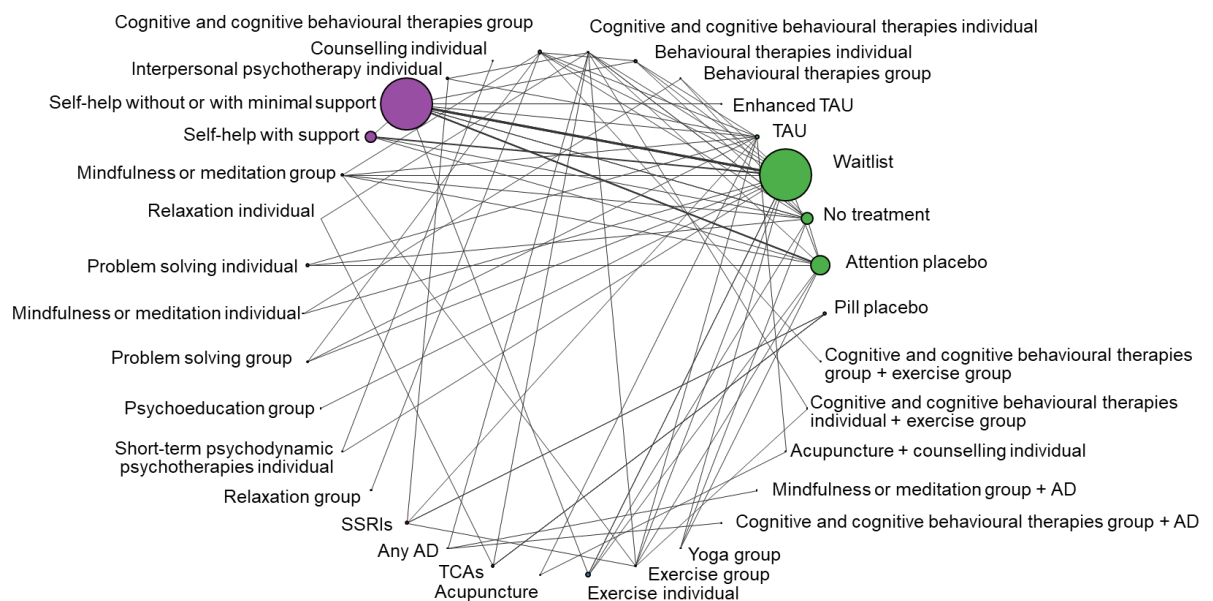 Cognitive and cognitive behavioural therapies group
Cognitive and cognitive behavioural therapies individual
Counselling individual
Behavioural therapies individual
Interpersonal psychotherapy individual
Behavioural therapies group
Self-help without or with minimal support
Enhanced TAU
Self-help with support
TAU
Waitlist
Mindfulness or meditation group
Relaxation individual
No treatment
Problem solving individual
Attention placebo
Mindfulness or meditation individual
Pill placebo
Problem solving group
Cognitive and cognitive behavioural therapies
group + exercise group
Psychoeducation group
Cognitive and cognitive behavioural therapies
individual + exercise group
Short-term psychodynamic
psychotherapies individual
Acupuncture + counselling individual
Relaxation group
Mindfulness or meditation group + AD
SSRIs
Cognitive and cognitive behavioural therapies group + AD
Any AD
Yoga group
TCAs
Exercise group
Acupuncture
Exercise individual